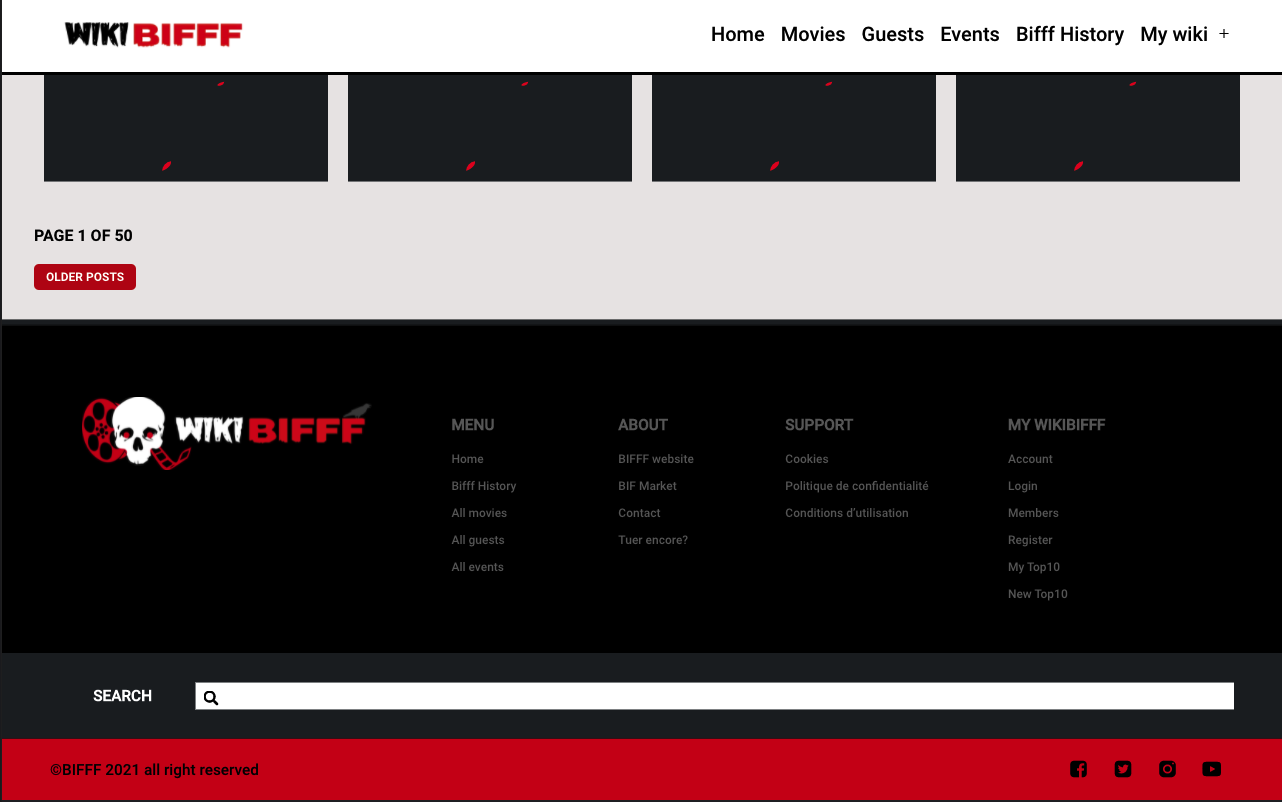 WIKI BIFFF
Home Movies Guests Events Bifff History My wiki +
PAGE 1 OF 50
OLDER POSTS
WIKI BIFFF
MENU
Home
Bifff History
All movies
All guests
All events
ABOUT
BIFFF website
BIF Market
Contact
Tuer encore?
SUPPORT
Cookies
Politique de confidentialité
Conditions d’utilisation
MY WIKIBIFFF
Account
Login
Members
Register
My Top10
New Top10
SEARCH
©BIFFF 2021 all right reserved